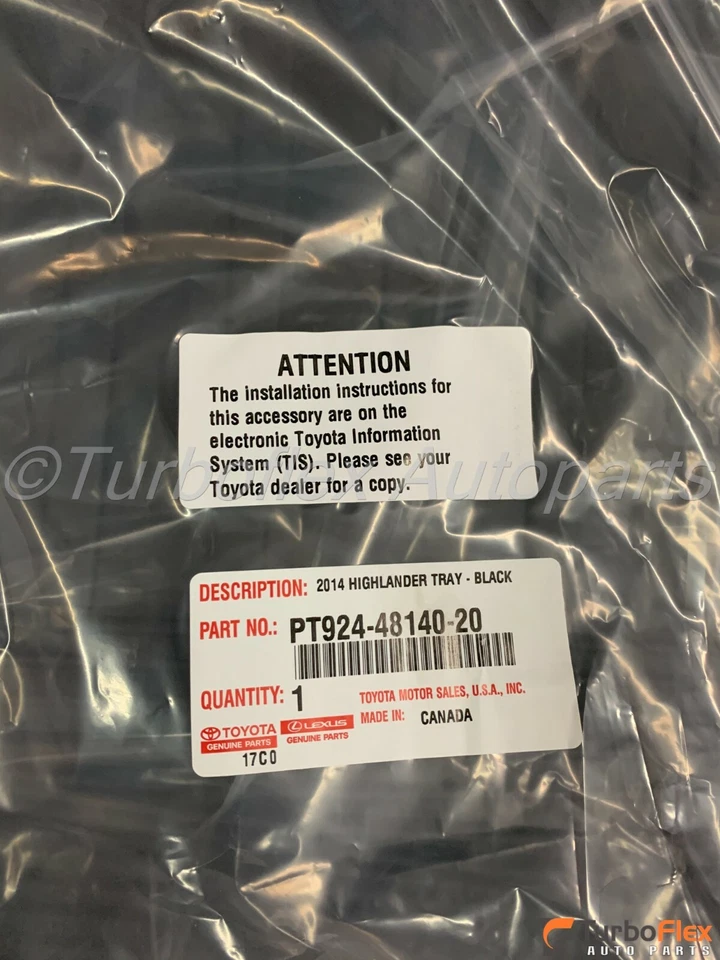 ATTENTION
The installation instructions for
this accessory are on the
electronic Toyota Information
System (TIS). Please see your
Toyota dealer for a copy.
©Turboflex Autoparts
DESCRIPTION: 2014 HIGHLANDER TRAY - BLACK
PART NO.: PT924-48140-20
QUANTITY: 1 TOYOTA MOTOR SALES, U.S.A., INC.
MADE IN: CANADA
TOYOTA LEXUS
GENUINE PARTS GENUINE PARTS
17C0
TurboFlex
AUTO PARTS